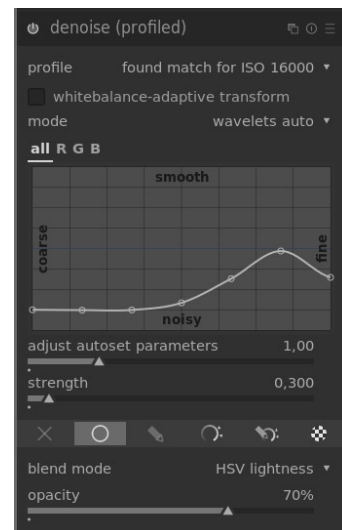 denoise (profiled)
profile found match for ISO 16000
whitebalance-adaptive transform
mode wavelets auto
all R G B
smooth
coarse
fine
noisy
adjust autoset parameters 1,00
strength 0,300
blend mode HSV lightness
opacity 70%